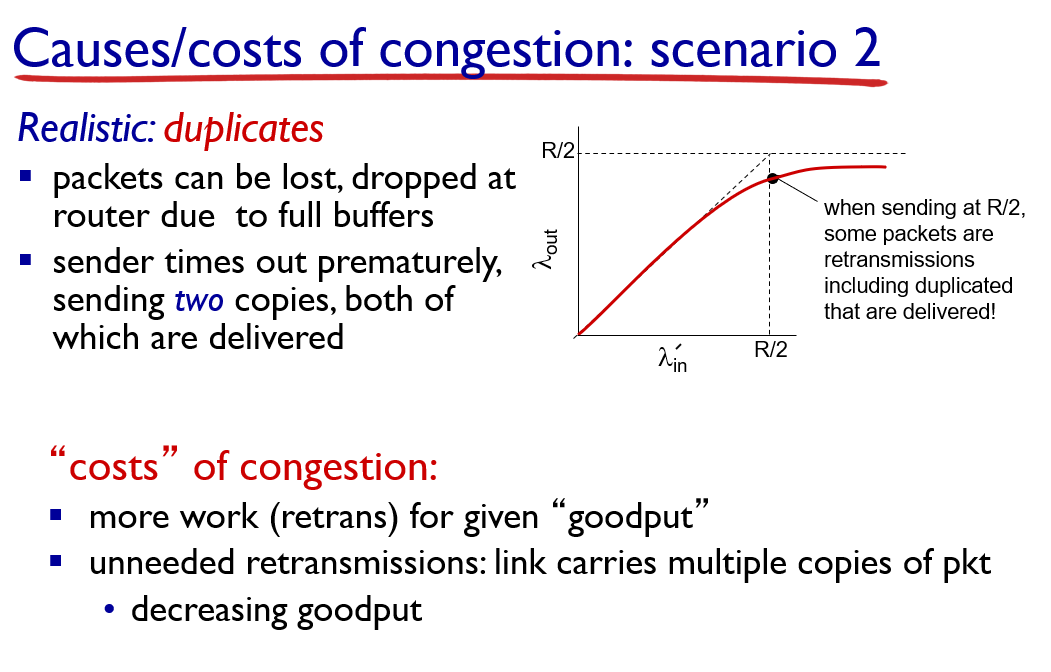 Causes/costs of congestion: scenario 2
Realistic: duplicates
▪ packets can be lost, dropped at
router due to full buffers
▪ sender times out prematurely,
sending two copies, both of
which are delivered
R/2
λout
λ´in
R/2
when sending at R/2,
some packets are
retransmissions
including duplicated
that are delivered!
“costs” of congestion:
▪ more work (retrans) for given “goodput”
▪ unneeded retransmissions: link carries multiple copies of pkt
• decreasing goodput